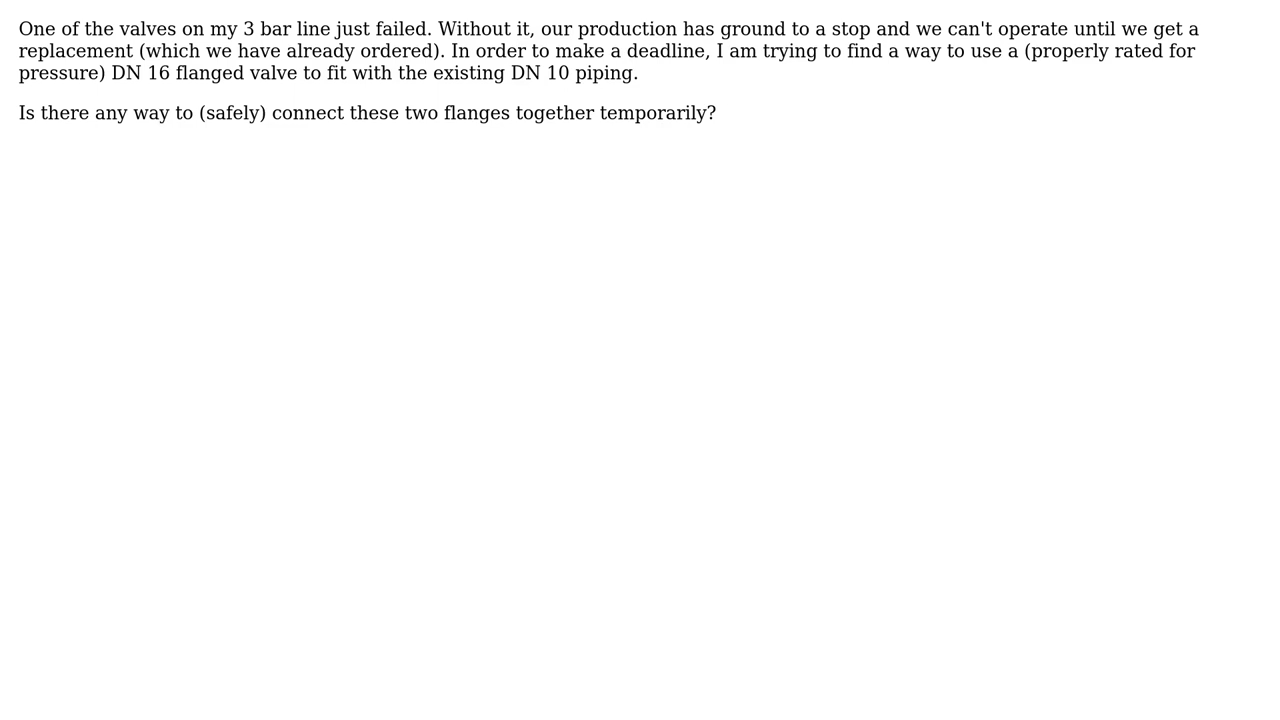 One of the valves on my 3 bar line just failed. Without it, our production has ground to a stop and we can't operate until we get a
replacement (which we have already ordered). In order to make a deadline, I am trying to find a way to use a (properly rated for
pressure) DN 16 flanged valve to fit with the existing DN 10 piping.
Is there any way to (safely) connect these two flanges together temporarily?